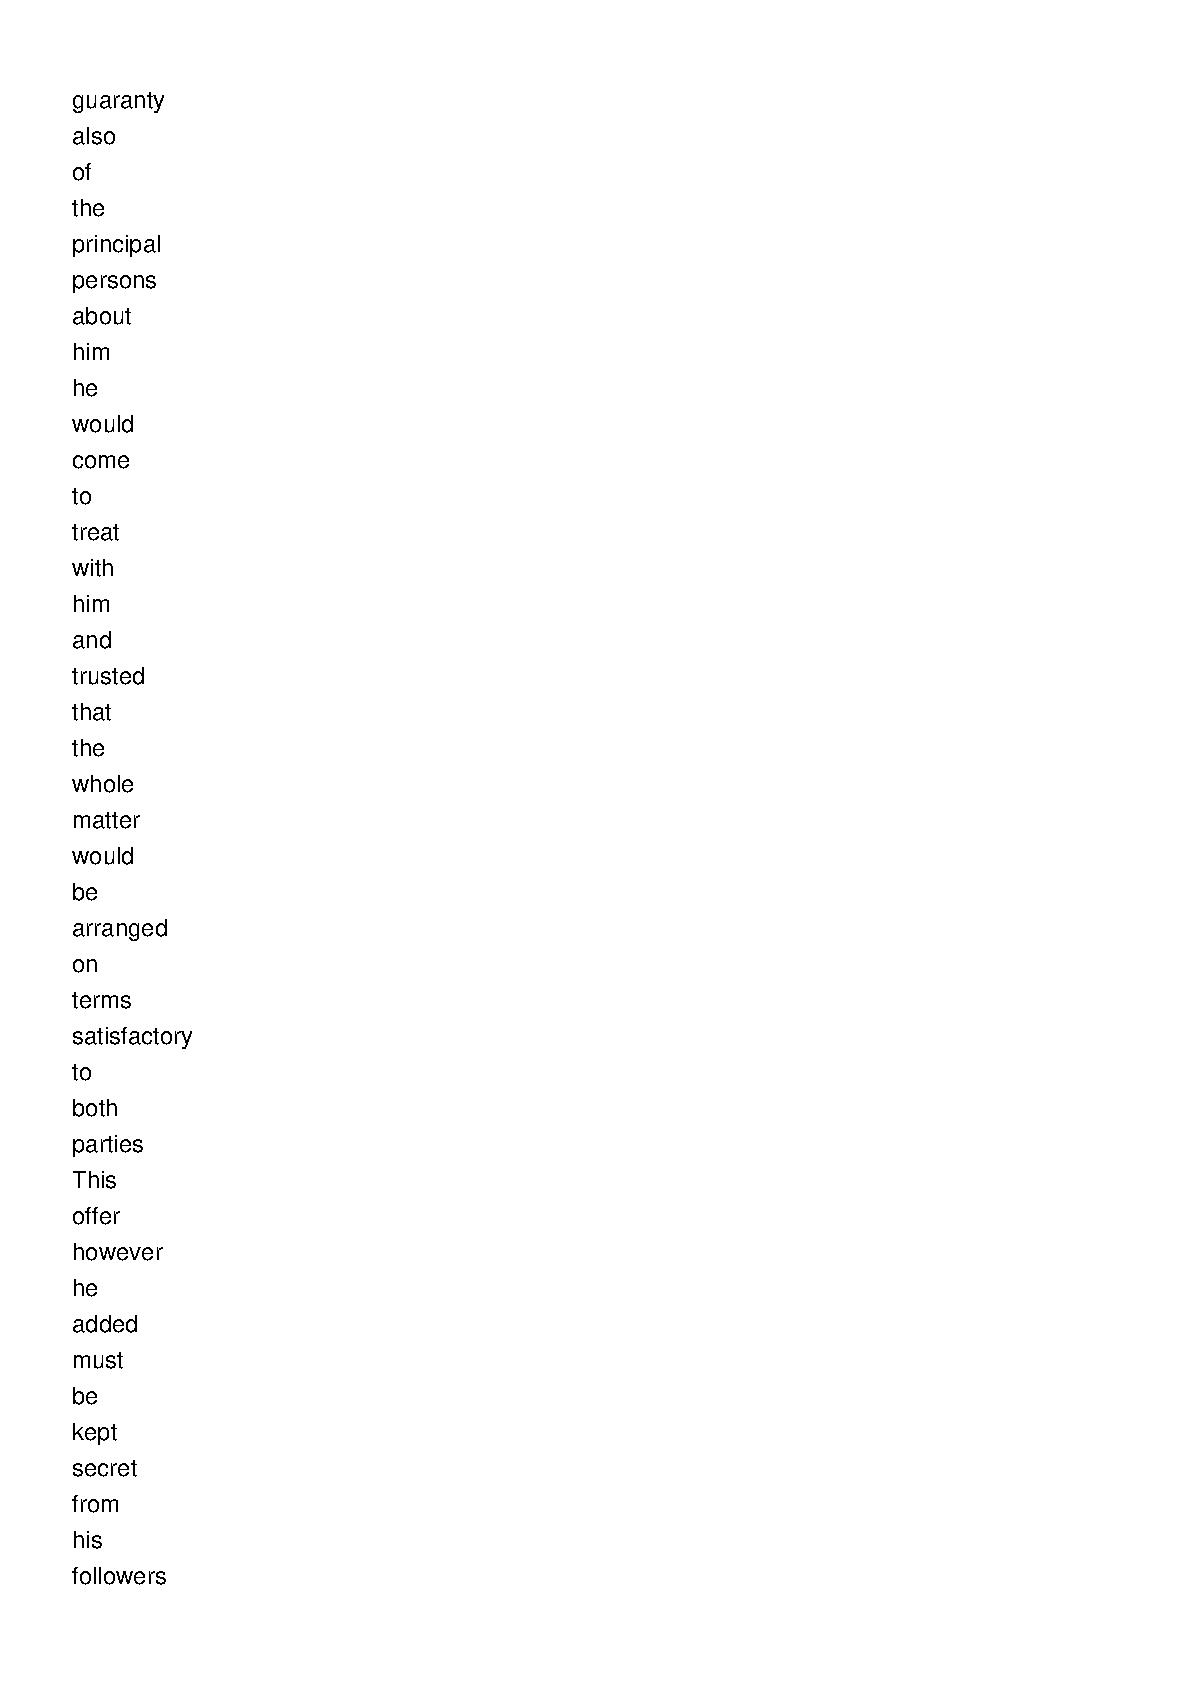 guaranty
also
of
the
principal
persons
about
him
he
would
come
to
treat
with
him
and
trusted
that
the
whole
matter
would
be
arranged
on
terms
satisfactory
to
both
parties
This
offer
however
he
added
must
be
kept
secret
from
his
followers